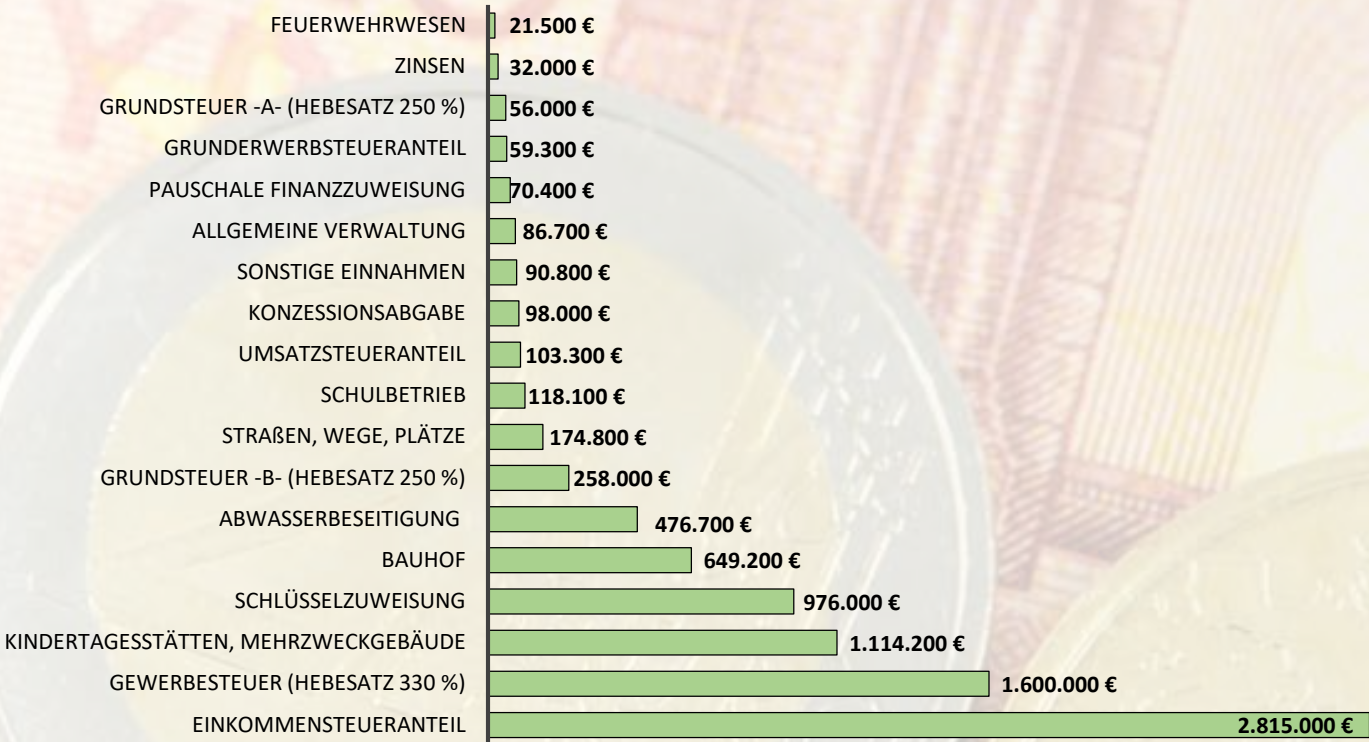 FEUERWEHRWESEN 21.500 €
ZINSEN 32.000 €
GRUNDSTEUER -A- (HEBESATZ 250 %) 56.000 €
GRUNDERWERBSTEUERANTEIL 59.300 €
PAUSCHALE FINANZZUWEISUNG 70.400 €
ALLGEMEINE VERWALTUNG 86.700 €
SONSTIGE EINNAHMEN 90.800 €
KONZESSIONSABGABE 98.000 €
UMSATZSTEUERANTEIL 103.300 €
SCHULBETRIEB 118.100 €
STRAßEN, WEGE, PLÄTZE 174.800 €
GRUNDSTEUER -B- (HEBESATZ 250 %) 258.000 €
ABWASSERBESEITIGUNG 476.700 €
BAUHOF 649.200 €
SCHLÜSSELZUWEISUNG 976.000 €
KINDERTAGESSTÄTTEN, MEHRZWECKGEBÄUDE 1.114.200 €
GEWERBESTEUER (HEBESATZ 330 %) 1.600.000 €
EINKOMMENSTEUERANTEIL 2.815.000 €